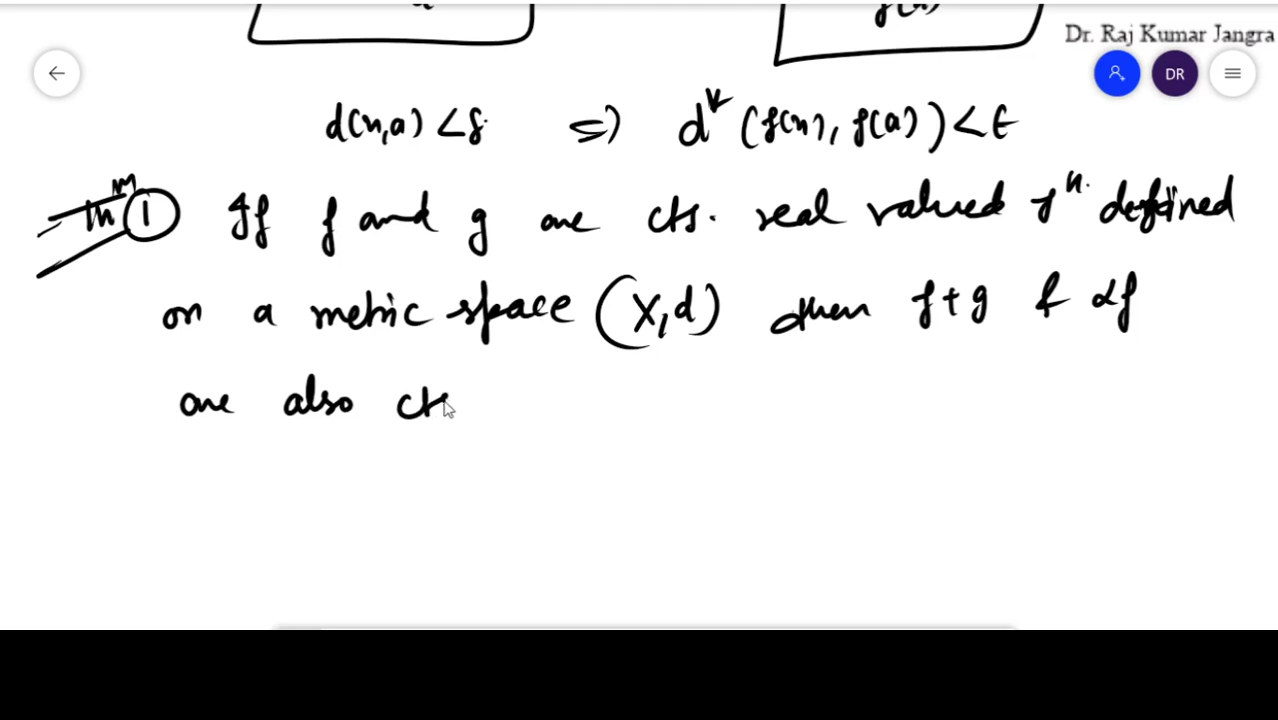 f(a)
Dr. Raj Kumar Jangra
DR
d(x,a) < δ ⇒ d* (f(x), f(a)) < ε
Thm ① If f and g are cts. real valued fn. defined
on a metric space (X,d) then f+g & αf
are also cts